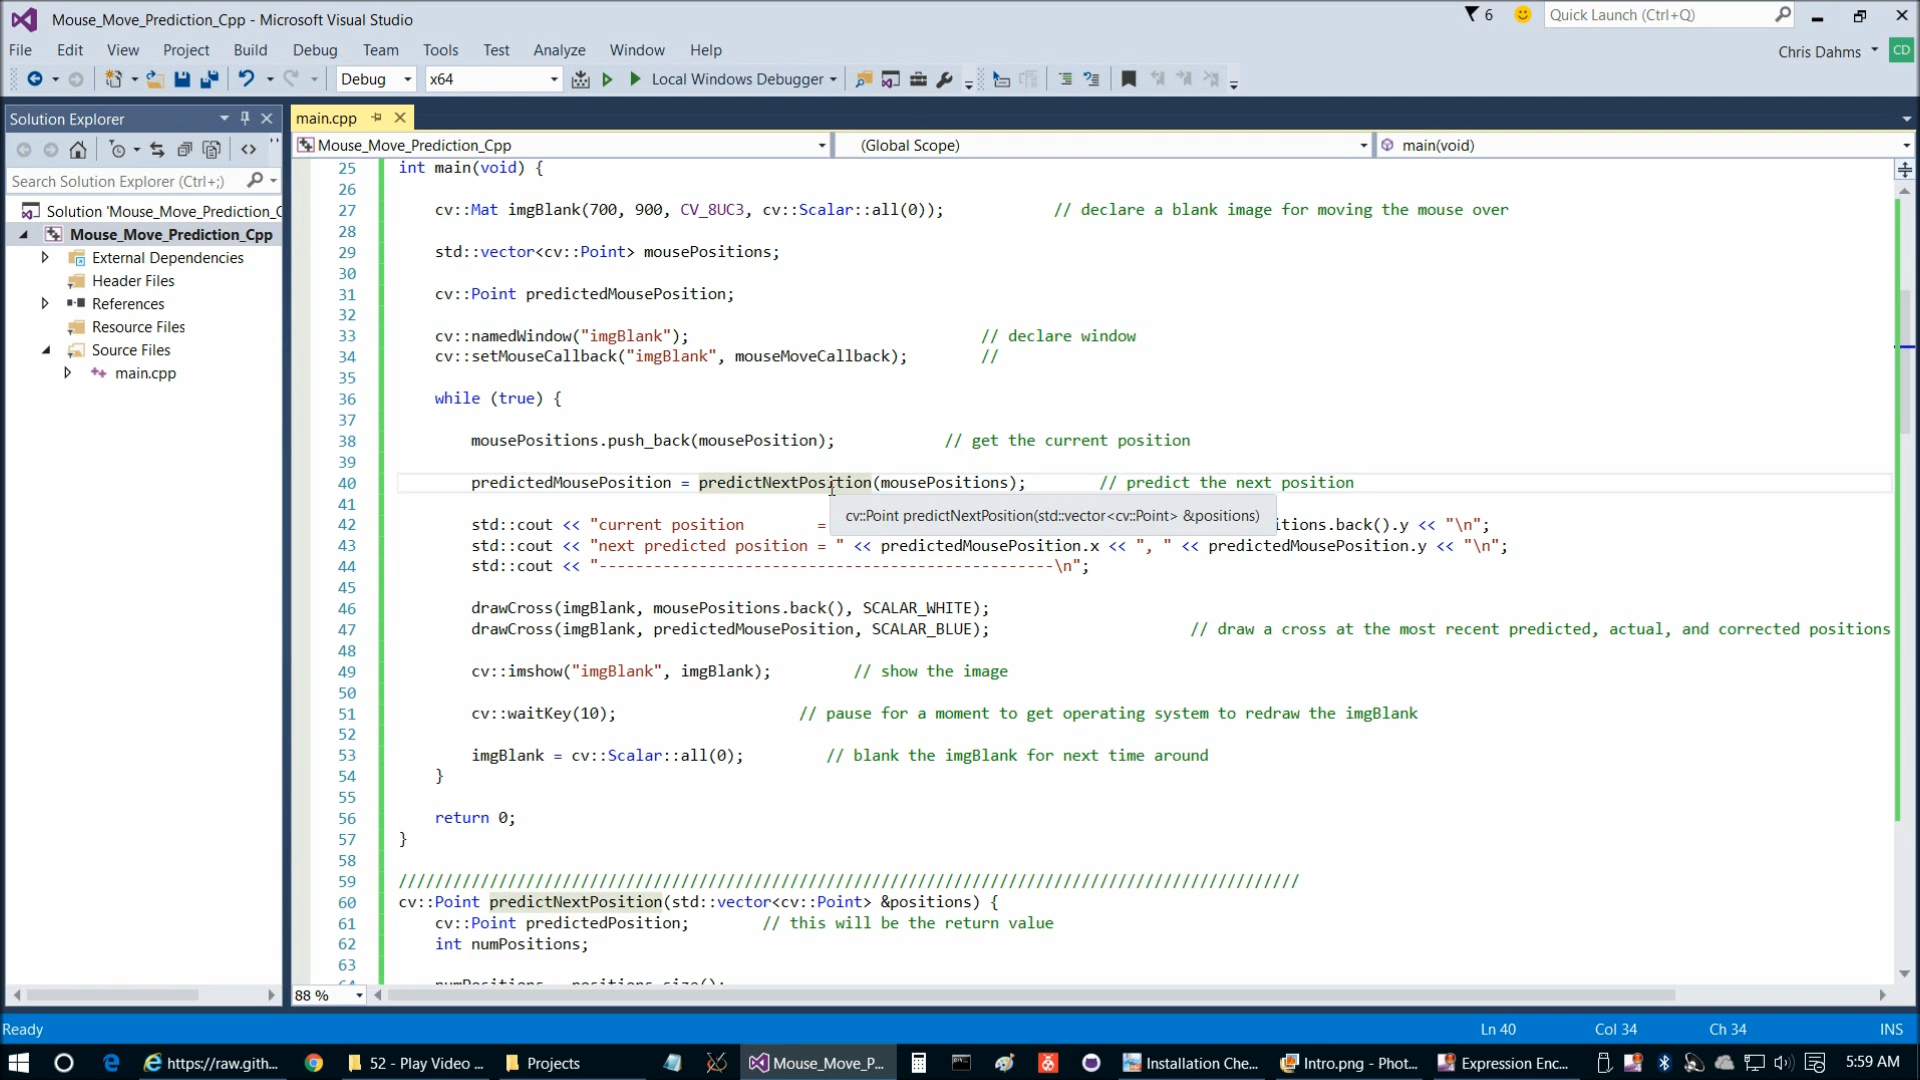 Mouse_Move_Prediction_Cpp - Microsoft Visual Studio
6
Quick Launch (Ctrl+Q)
File Edit View Project Build Debug Team Tools Test Analyze Window Help
Chris Dahms
CD
Debug
x64
Local Windows Debugger
Solution Explorer
Search Solution Explorer (Ctrl+;)
Solution 'Mouse_Move_Prediction_C
Mouse_Move_Prediction_Cpp
External Dependencies
Header Files
References
Resource Files
Source Files
main.cpp
main.cpp
Mouse_Move_Prediction_Cpp
(Global Scope)
main(void)
25 int main(void) {
26
27 cv::Mat imgBlank(700, 900, CV_8UC3, cv::Scalar::all(0)); // declare a blank image for moving the mouse over
28
29 std::vector<cv::Point> mousePositions;
30
31 cv::Point predictedMousePosition;
32
33 cv::namedWindow("imgBlank"); // declare window
34 cv::setMouseCallback("imgBlank", mouseMoveCallback); //
35
36 while (true) {
37
38 mousePositions.push_back(mousePosition); // get the current position
39
40 predictedMousePosition = predictNextPosition(mousePositions); // predict the next position
41
cv::Point predictNextPosition(std::vector<cv::Point> &positions)
42 std::cout << "current position = itions.back().y << "\n";
43 std::cout << "next predicted position = " << predictedMousePosition.x << ", " << predictedMousePosition.y << "\n";
44 std::cout << "--------------------------------------------------\n";
45
46 drawCross(imgBlank, mousePositions.back(), SCALAR_WHITE);
47 drawCross(imgBlank, predictedMousePosition, SCALAR_BLUE); // draw a cross at the most recent predicted, actual, and corrected positions
48
49 cv::imshow("imgBlank", imgBlank); // show the image
50
51 cv::waitKey(10); // pause for a moment to get operating system to redraw the imgBlank
52
53 imgBlank = cv::Scalar::all(0); // blank the imgBlank for next time around
54 }
55
56 return 0;
57 }
58
59 ///////////////////////////////////////////////////////////////////////////////////////////////////
60 cv::Point predictNextPosition(std::vector<cv::Point> &positions) {
61 cv::Point predictedPosition; // this will be the return value
62 int numPositions;
63
88 %
Ready
Ln 40
Col 34
Ch 34
INS
https://raw.gith...
52 - Play Video ...
Projects
Mouse_Move_P...
Installation Che...
Intro.png - Phot...
Expression Enc...
5:59 AM